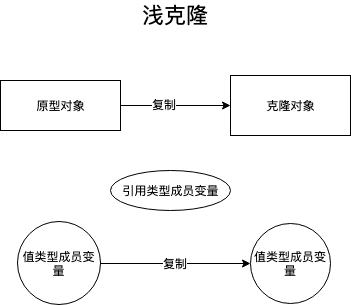 浅克隆
原型对象
复制
克隆对象
引用类型成员变量
值类型成员变
量
复制
值类型成员变
量